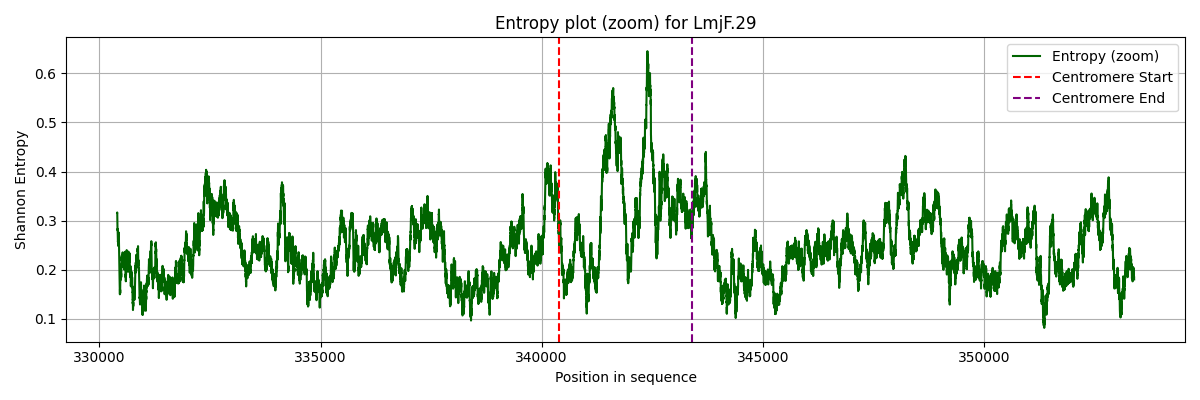 Entropy plot (zoom) for LmjF.29
Shannon Entropy
0.6
0.5
0.4
0.3
0.2
0.1
Entropy (zoom)
Centromere Start
Centromere End
330000 335000 340000 345000 350000
Position in sequence